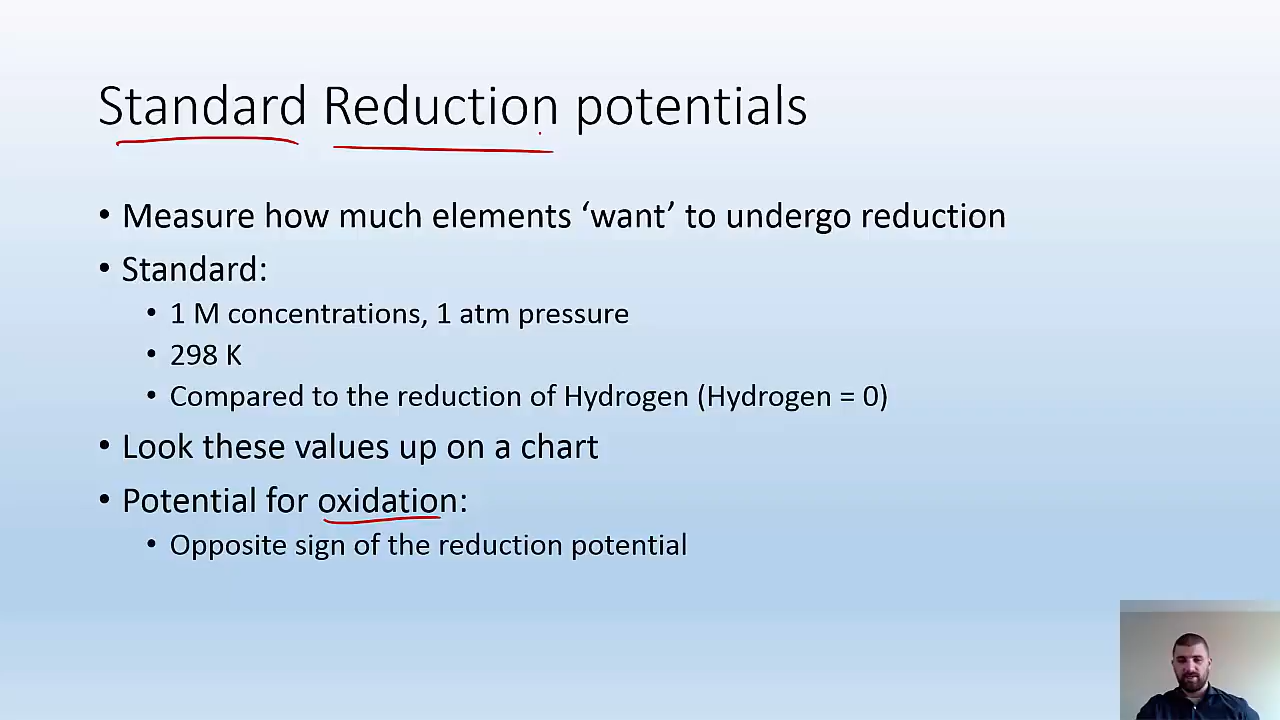 Standard Reduction potentials
• Measure how much elements ‘want’ to undergo reduction
• Standard:
• 1 M concentrations, 1 atm pressure
• 298 K
• Compared to the reduction of Hydrogen (Hydrogen = 0)
• Look these values up on a chart
• Potential for oxidation:
• Opposite sign of the reduction potential